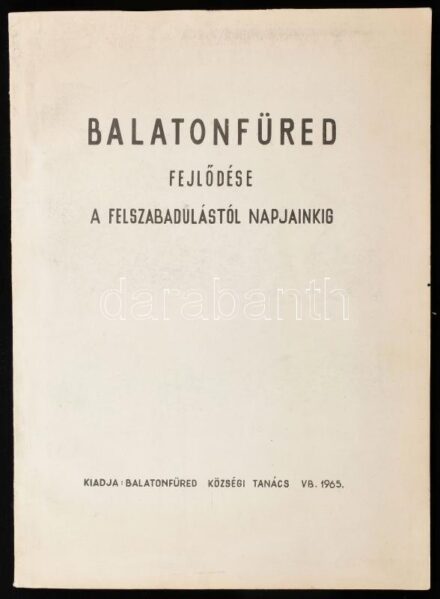 BALATONFÜRED
FEJLŐDÉSE
A FELSZABADULÁSTÓL NAPJAINKIG
darabanth
KIADJA: BALATONFÜRED KÖZSÉGI TANÁCS VB. 1965.